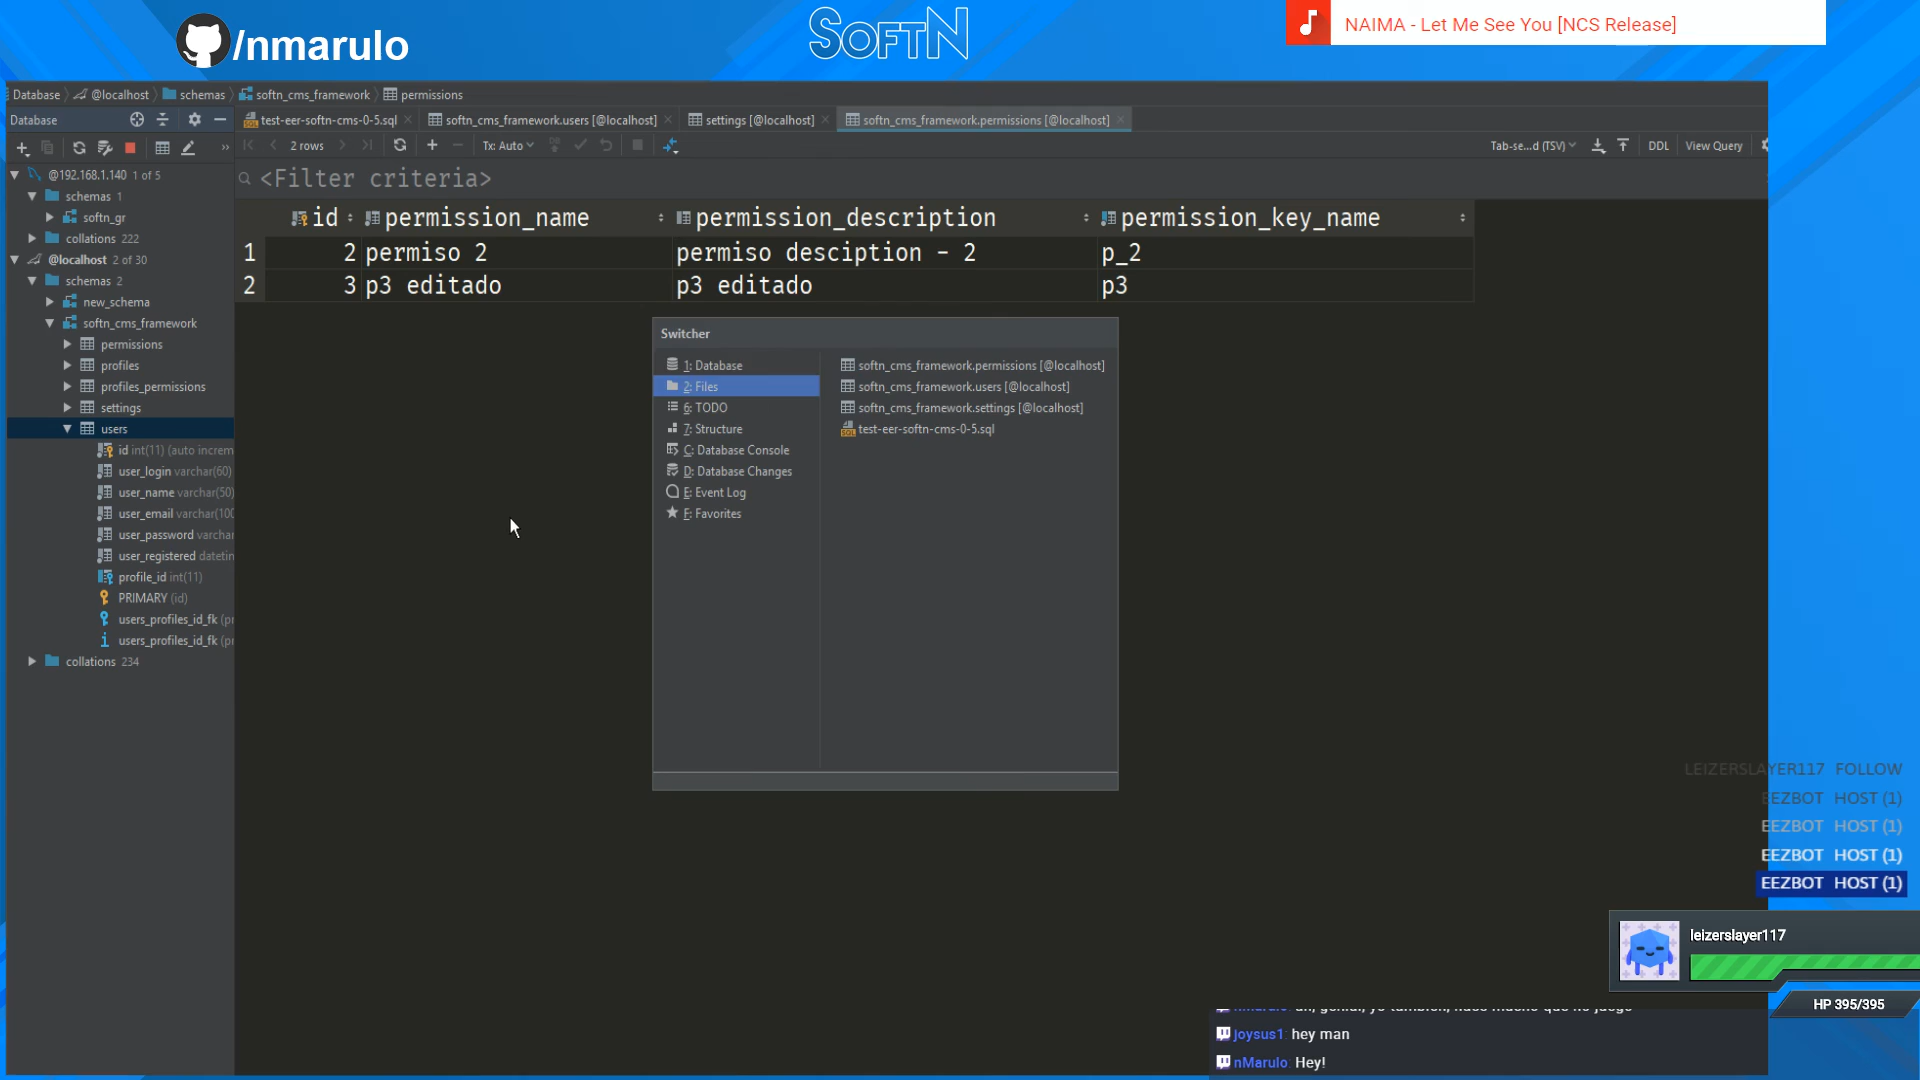 /nmarulo
SOFTN
NAIMA - Let Me See You [NCS Release]
Database
@localhost
schemas
softn_cms_framework
permissions
Database
test-eer-softn-cms-0-5.sql
softn_cms_framework.users [@localhost]
settings [@localhost]
softn_cms_framework.permissions [@localhost]
2 rows
Tx: Auto
Tab-se...d (TSV)
DDL
View Query
<Filter criteria>
id
permission_name
permission_description
permission_key_name
1 2 permiso 2 permiso desciption - 2 p_2
2 3 p3 editado p3 editado p3
@192.168.1.140 1 of 5
schemas 1
softn_gr
collations 222
@localhost 2 of 30
schemas 2
new_schema
softn_cms_framework
permissions
profiles
profiles_permissions
settings
users
id int(11) (auto increm
user_login varchar(60)
user_name varchar(50)
user_email varchar(100
user_password varchar
user_registered datetim
profile_id int(11)
PRIMARY (id)
users_profiles_id_fk (pr
users_profiles_id_fk (pr
collations 234
Switcher
1: Database
2: Files
6: TODO
7: Structure
C: Database Console
D: Database Changes
E: Event Log
F: Favorites
softn_cms_framework.permissions [@localhost]
softn_cms_framework.users [@localhost]
softn_cms_framework.settings [@localhost]
test-eer-softn-cms-0-5.sql
LEIZERSLAYER117 FOLLOW
EEZBOT HOST (1)
EEZBOT HOST (1)
EEZBOT HOST (1)
EEZBOT HOST (1)
leizerslayer117
HP 395/395
joysus1: hey man
nMarulo: Hey!